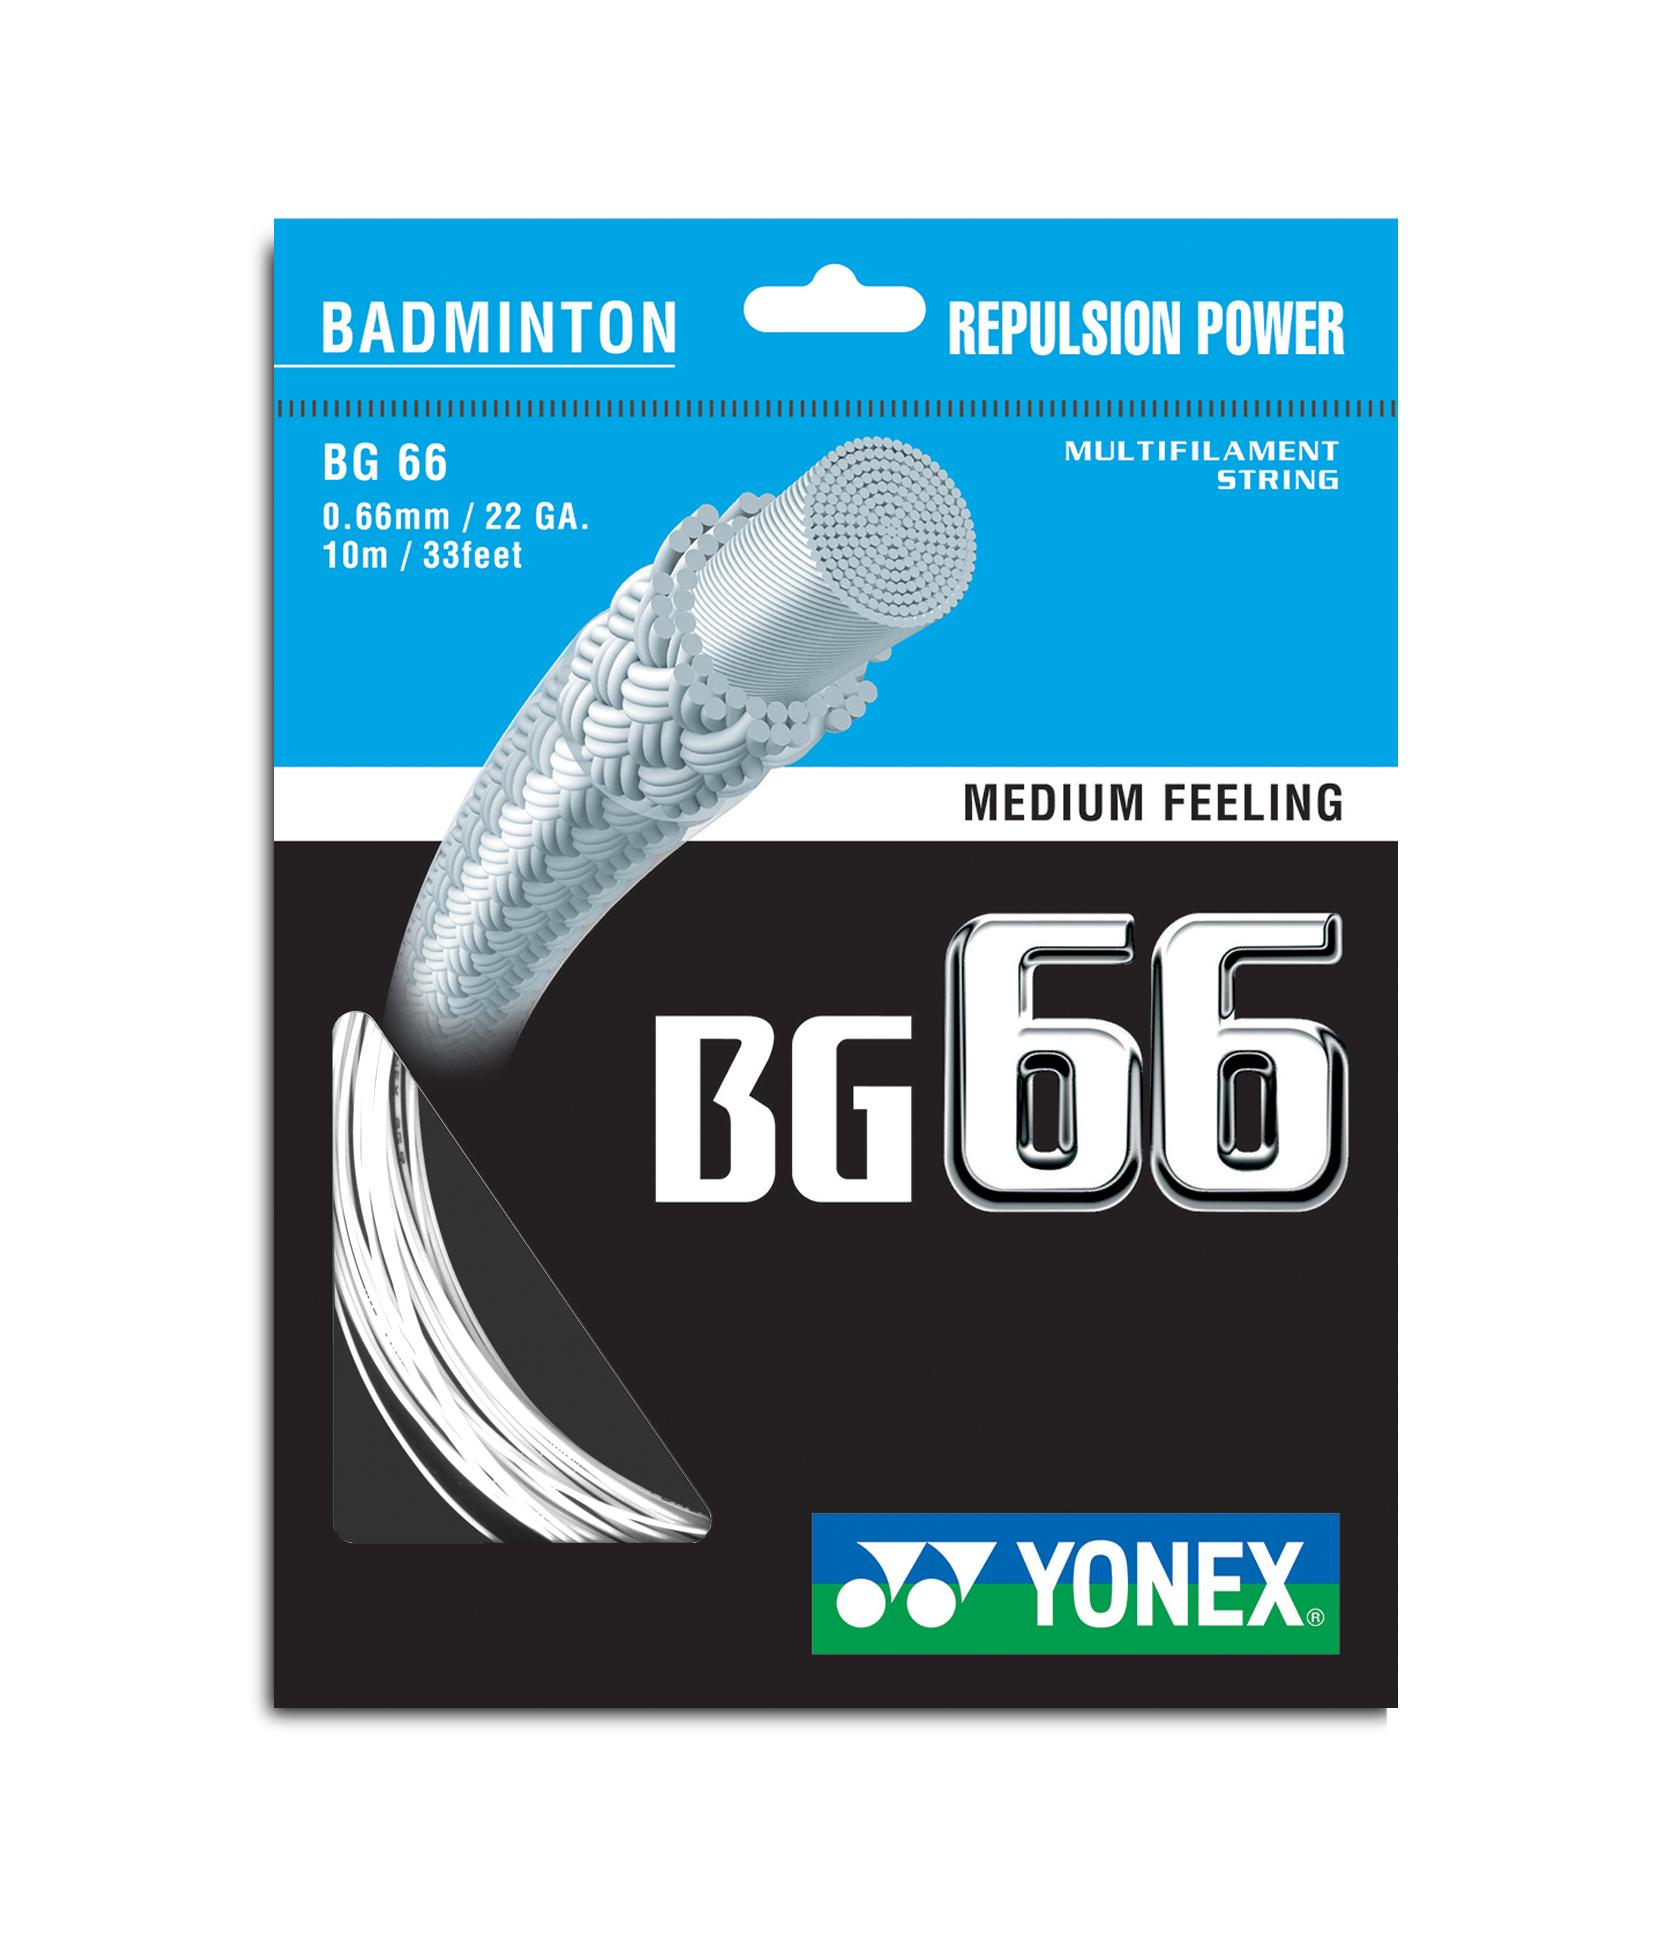 BADMINTON
REPULSION POWER
BG 66
0.66mm / 22 GA.
10m / 33feet
MULTIFILAMENT
STRING
MEDIUM FEELING
BG66
YONEX®